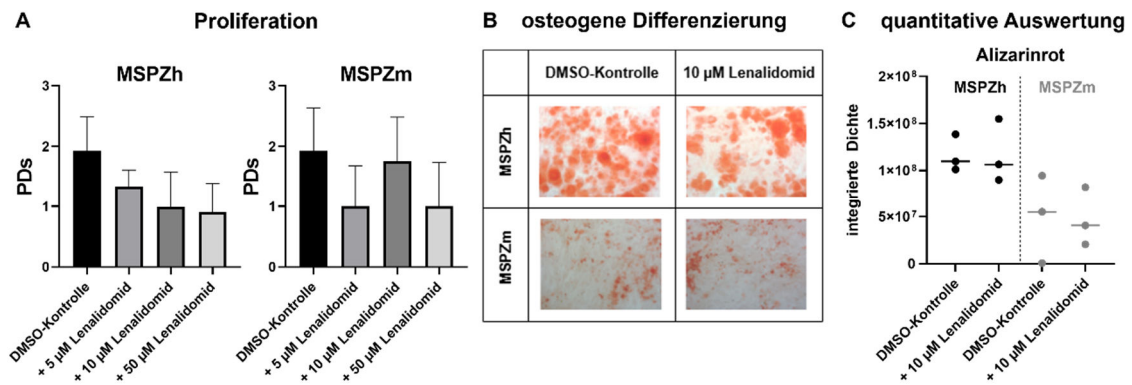 A Proliferation
MSPZh
3
2
1
0
PDs
DMSO-Kontrolle
+ 5 µM Lenalidomid
+ 10 µM Lenalidomid
+ 50 µM Lenalidomid
MSPZm
3
2
1
0
DMSO-Kontrolle
+ 5 µM Lenalidomid
+ 10 µM Lenalidomid
+ 50 µM Lenalidomid
B osteogene Differenzierung
DMSO-Kontrolle 10 µM Lenalidomid
MSPZh
MSPZm
C quantitative Auswertung
Alizarinrot
MSPZh MSPZm
2×10⁸
1.5×10⁸
1×10⁸
5×10⁷
0
integrierte Dichte
DMSO-Kontrolle
+ 10 µM Lenalidomid
DMSO-Kontrolle
+ 10 µM Lenalidomid